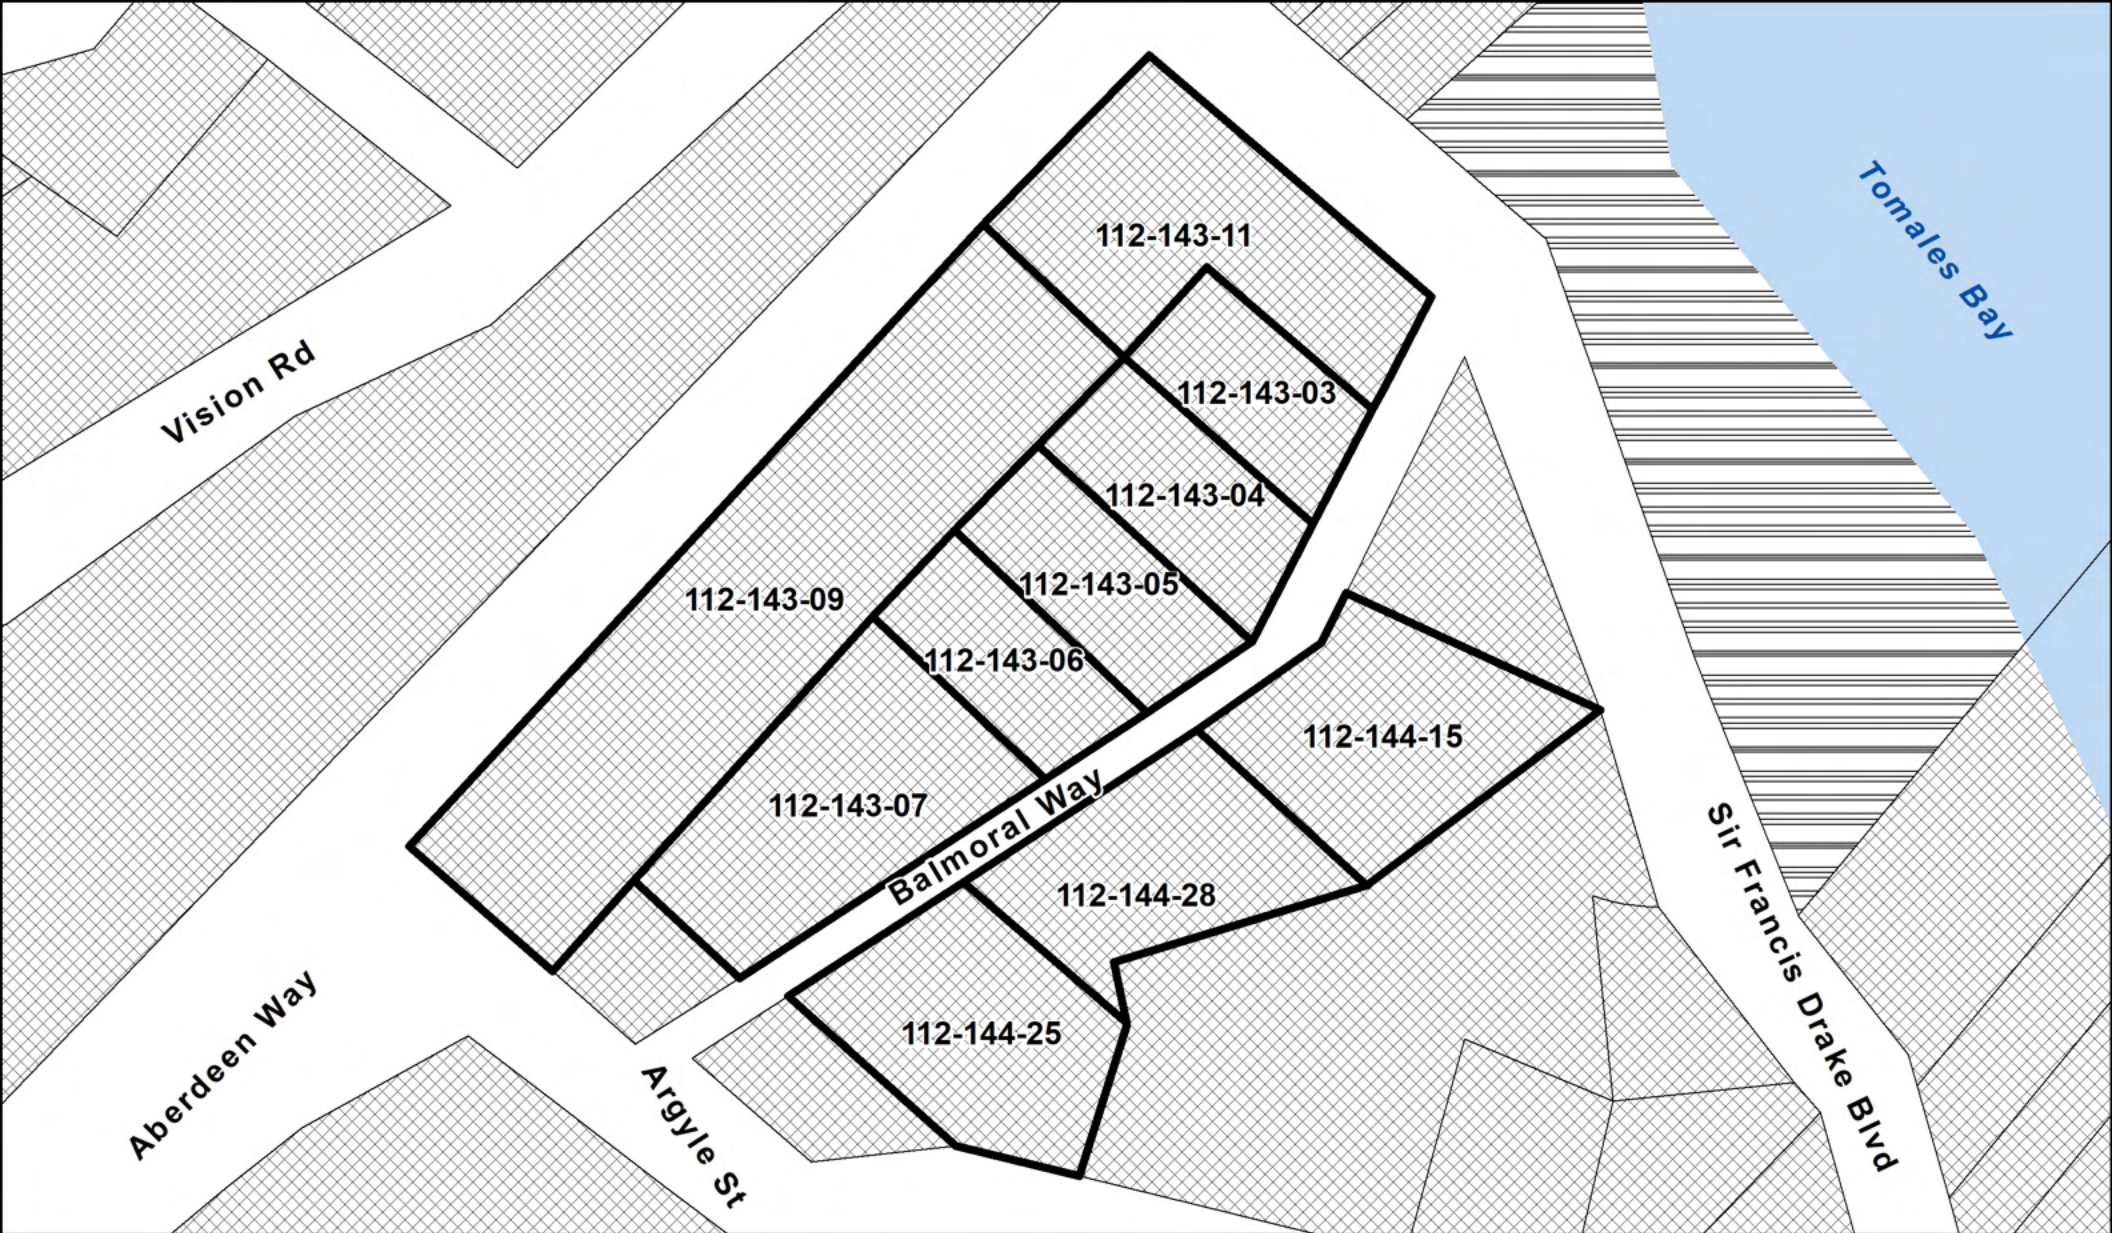 Tomales Bay
112-143-11
Vision Rd
112-143-03
112-143-04
112-143-05
112-143-09
112-143-06
112-144-15
112-143-07
Balmoral Way
112-144-28
Sir Francis Drake Blvd
112-144-25
Aberdeen Way
Argyle St